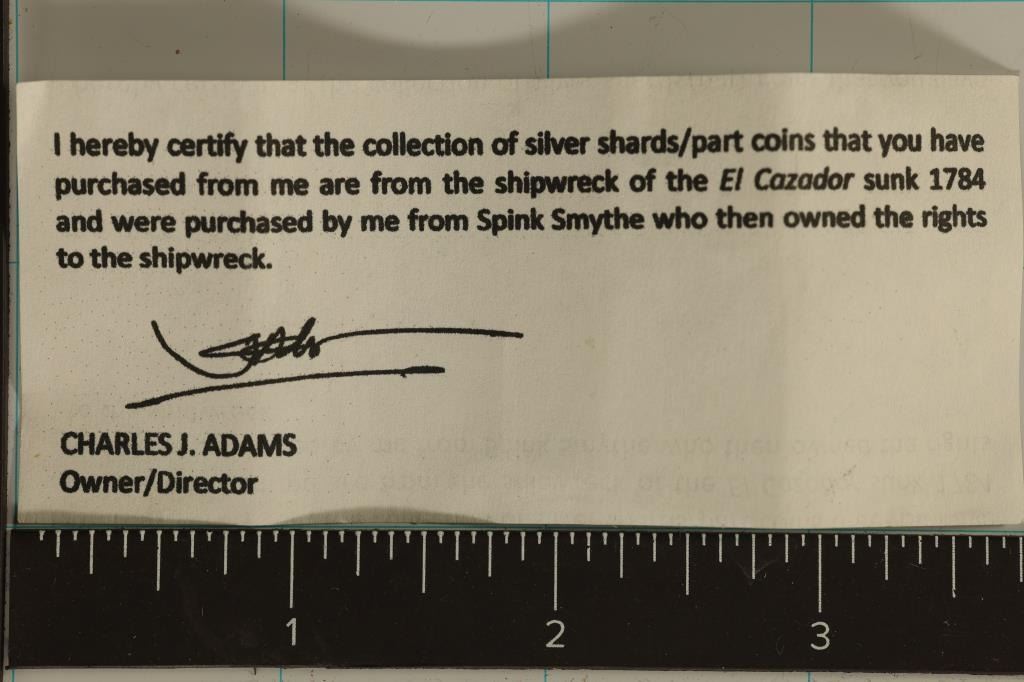 I hereby certify that the collection of silver shards/part coins that you have
purchased from me are from the shipwreck of the El Cazador sunk 1784
and were purchased by me from Spink Smythe who then owned the rights
to the shipwreck.
CHARLES J. ADAMS
Owner/Director
1 2 3